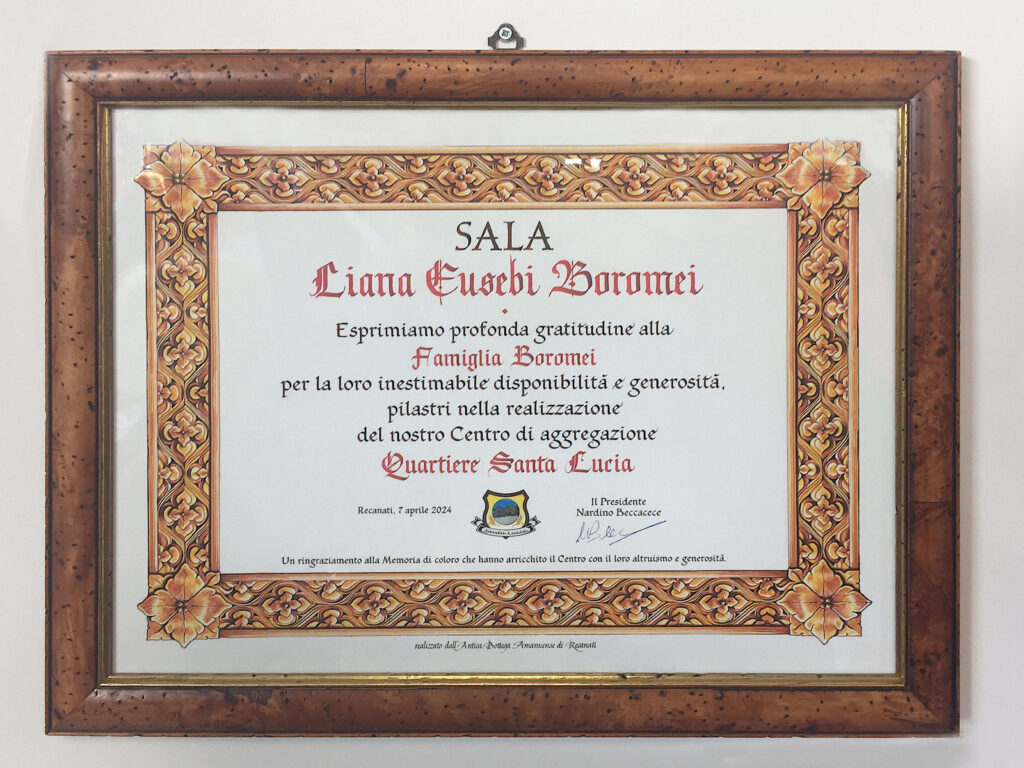 SALA
Liana Eusebi Boromei
Esprimiamo profonda gratitudine alla
Famiglia Boromei
per la loro inestimabile disponibilità e generosità,
pilastri nella realizzazione
del nostro Centro di aggregazione
Quartiere Santa Lucia
Recanati, 7 aprile 2024
Il Presidente
Nardino Beccacece
Santa Lucia
Un ringraziamento alla Memoria di coloro che hanno arricchito il Centro con il loro altruismo e generosità.
realizzato dall'Antica Bottega Amanuense di Recanati